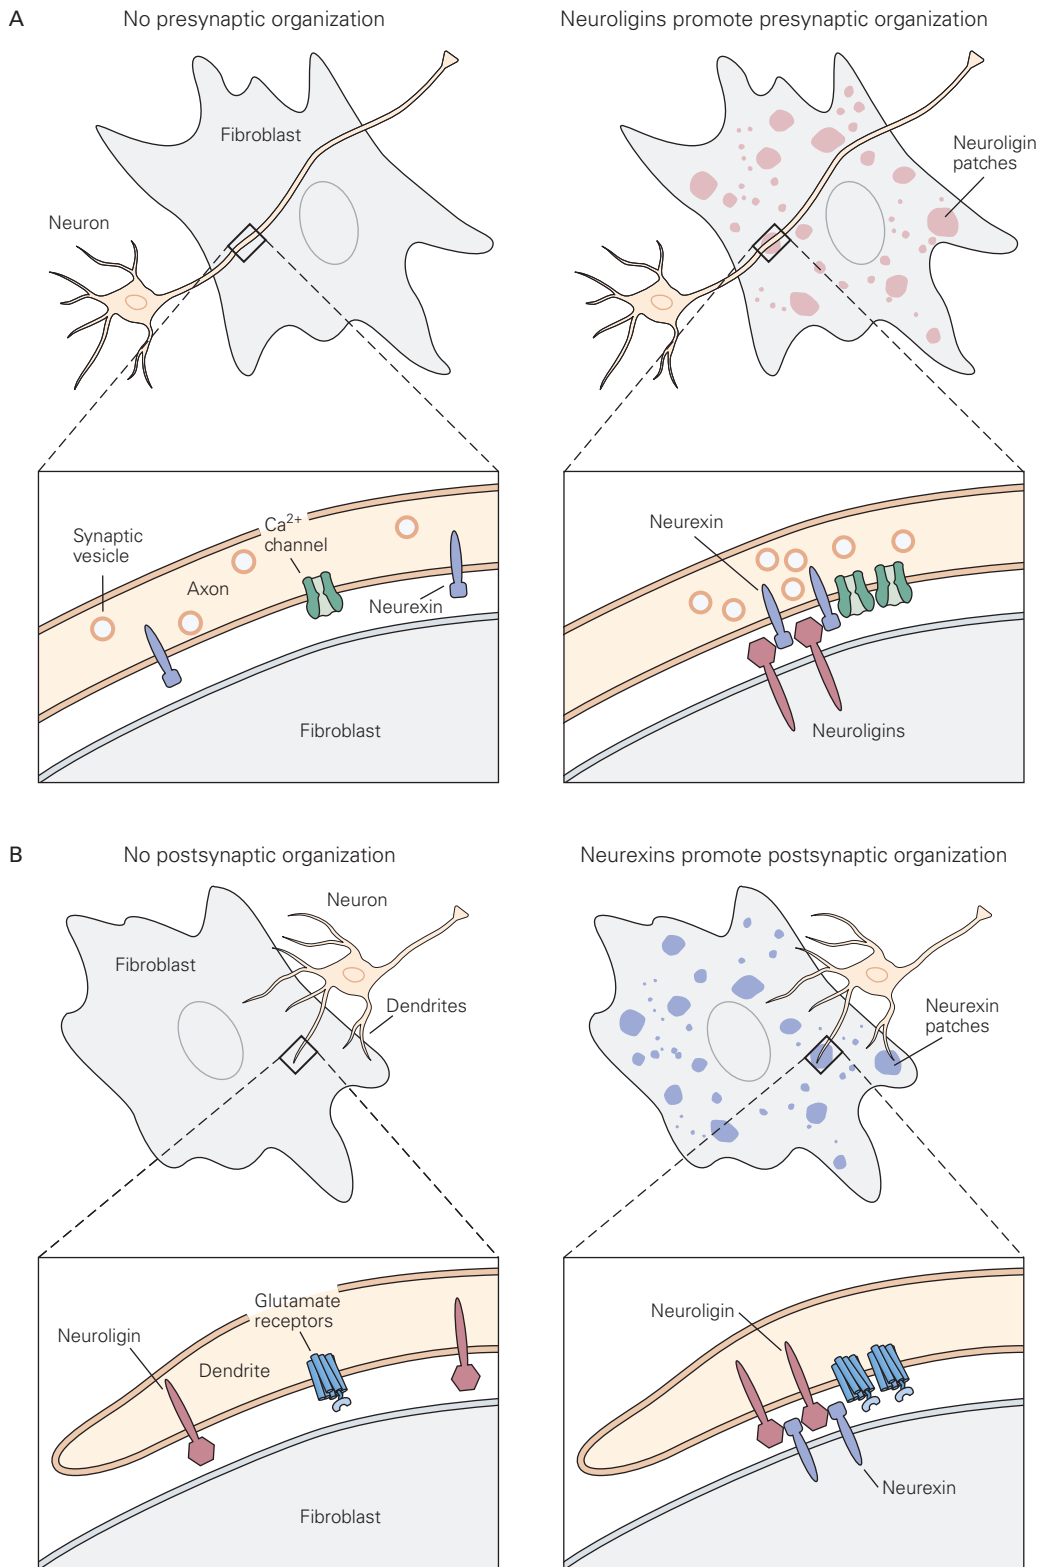 A
No presynaptic organization
Neuroligins promote presynaptic organization
Fibroblast
Neuron
Neuroligin
patches
Synaptic
vesicle
Ca²⁺
channel
Axon
Neurexin
Fibroblast
Neurexin
Neuroligins
Fibroblast
B
No postsynaptic organization
Neurexins promote postsynaptic organization
Neuron
Fibroblast
Dendrites
Neurexin
patches
Glutamate
receptors
Neuroligin
Dendrite
Fibroblast
Neuroligin
Neurexin
Fibroblast